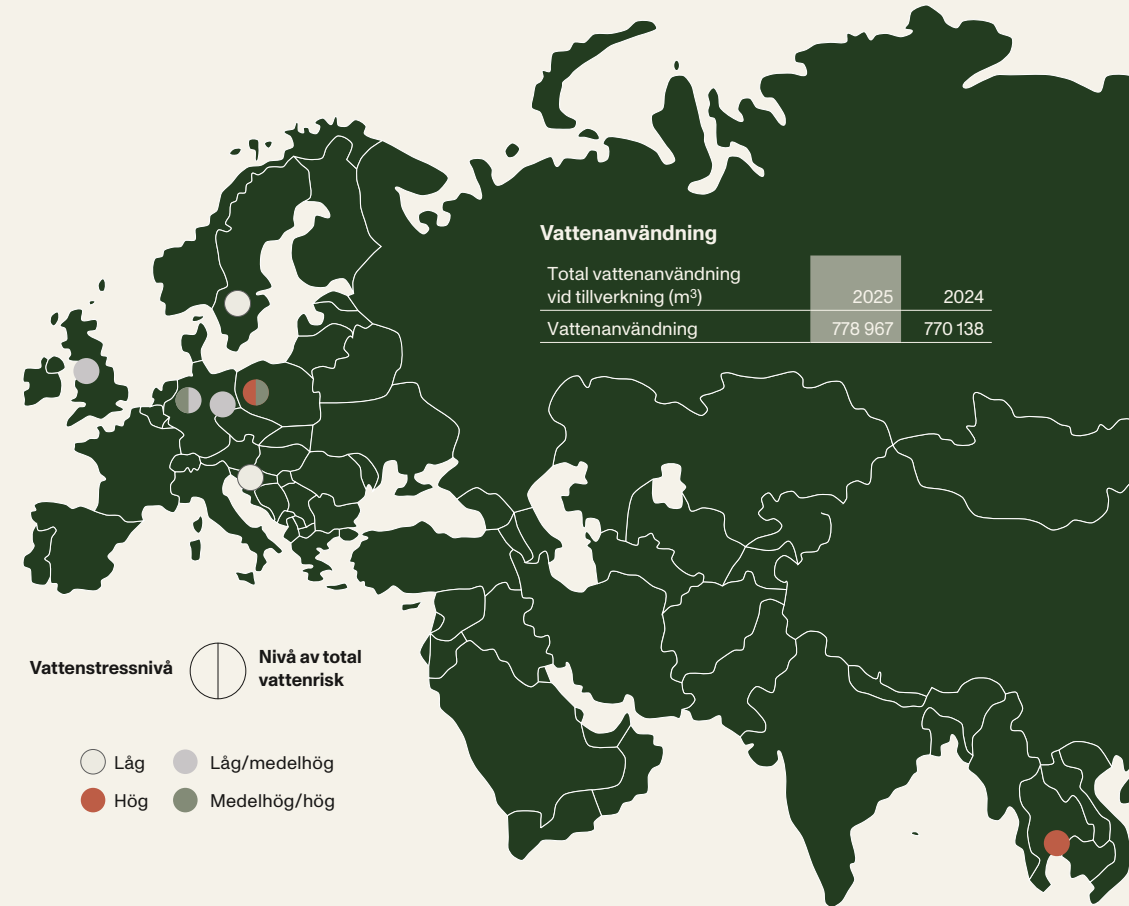 Vattenanvändning
Total vattenanvändning
vid tillverkning (m³) 2025 2024
Vattenanvändning 778 967 770 138
Vattenstressnivå
Nivå av total
vattenrisk
Låg Låg/medelhög
Hög Medelhög/hög